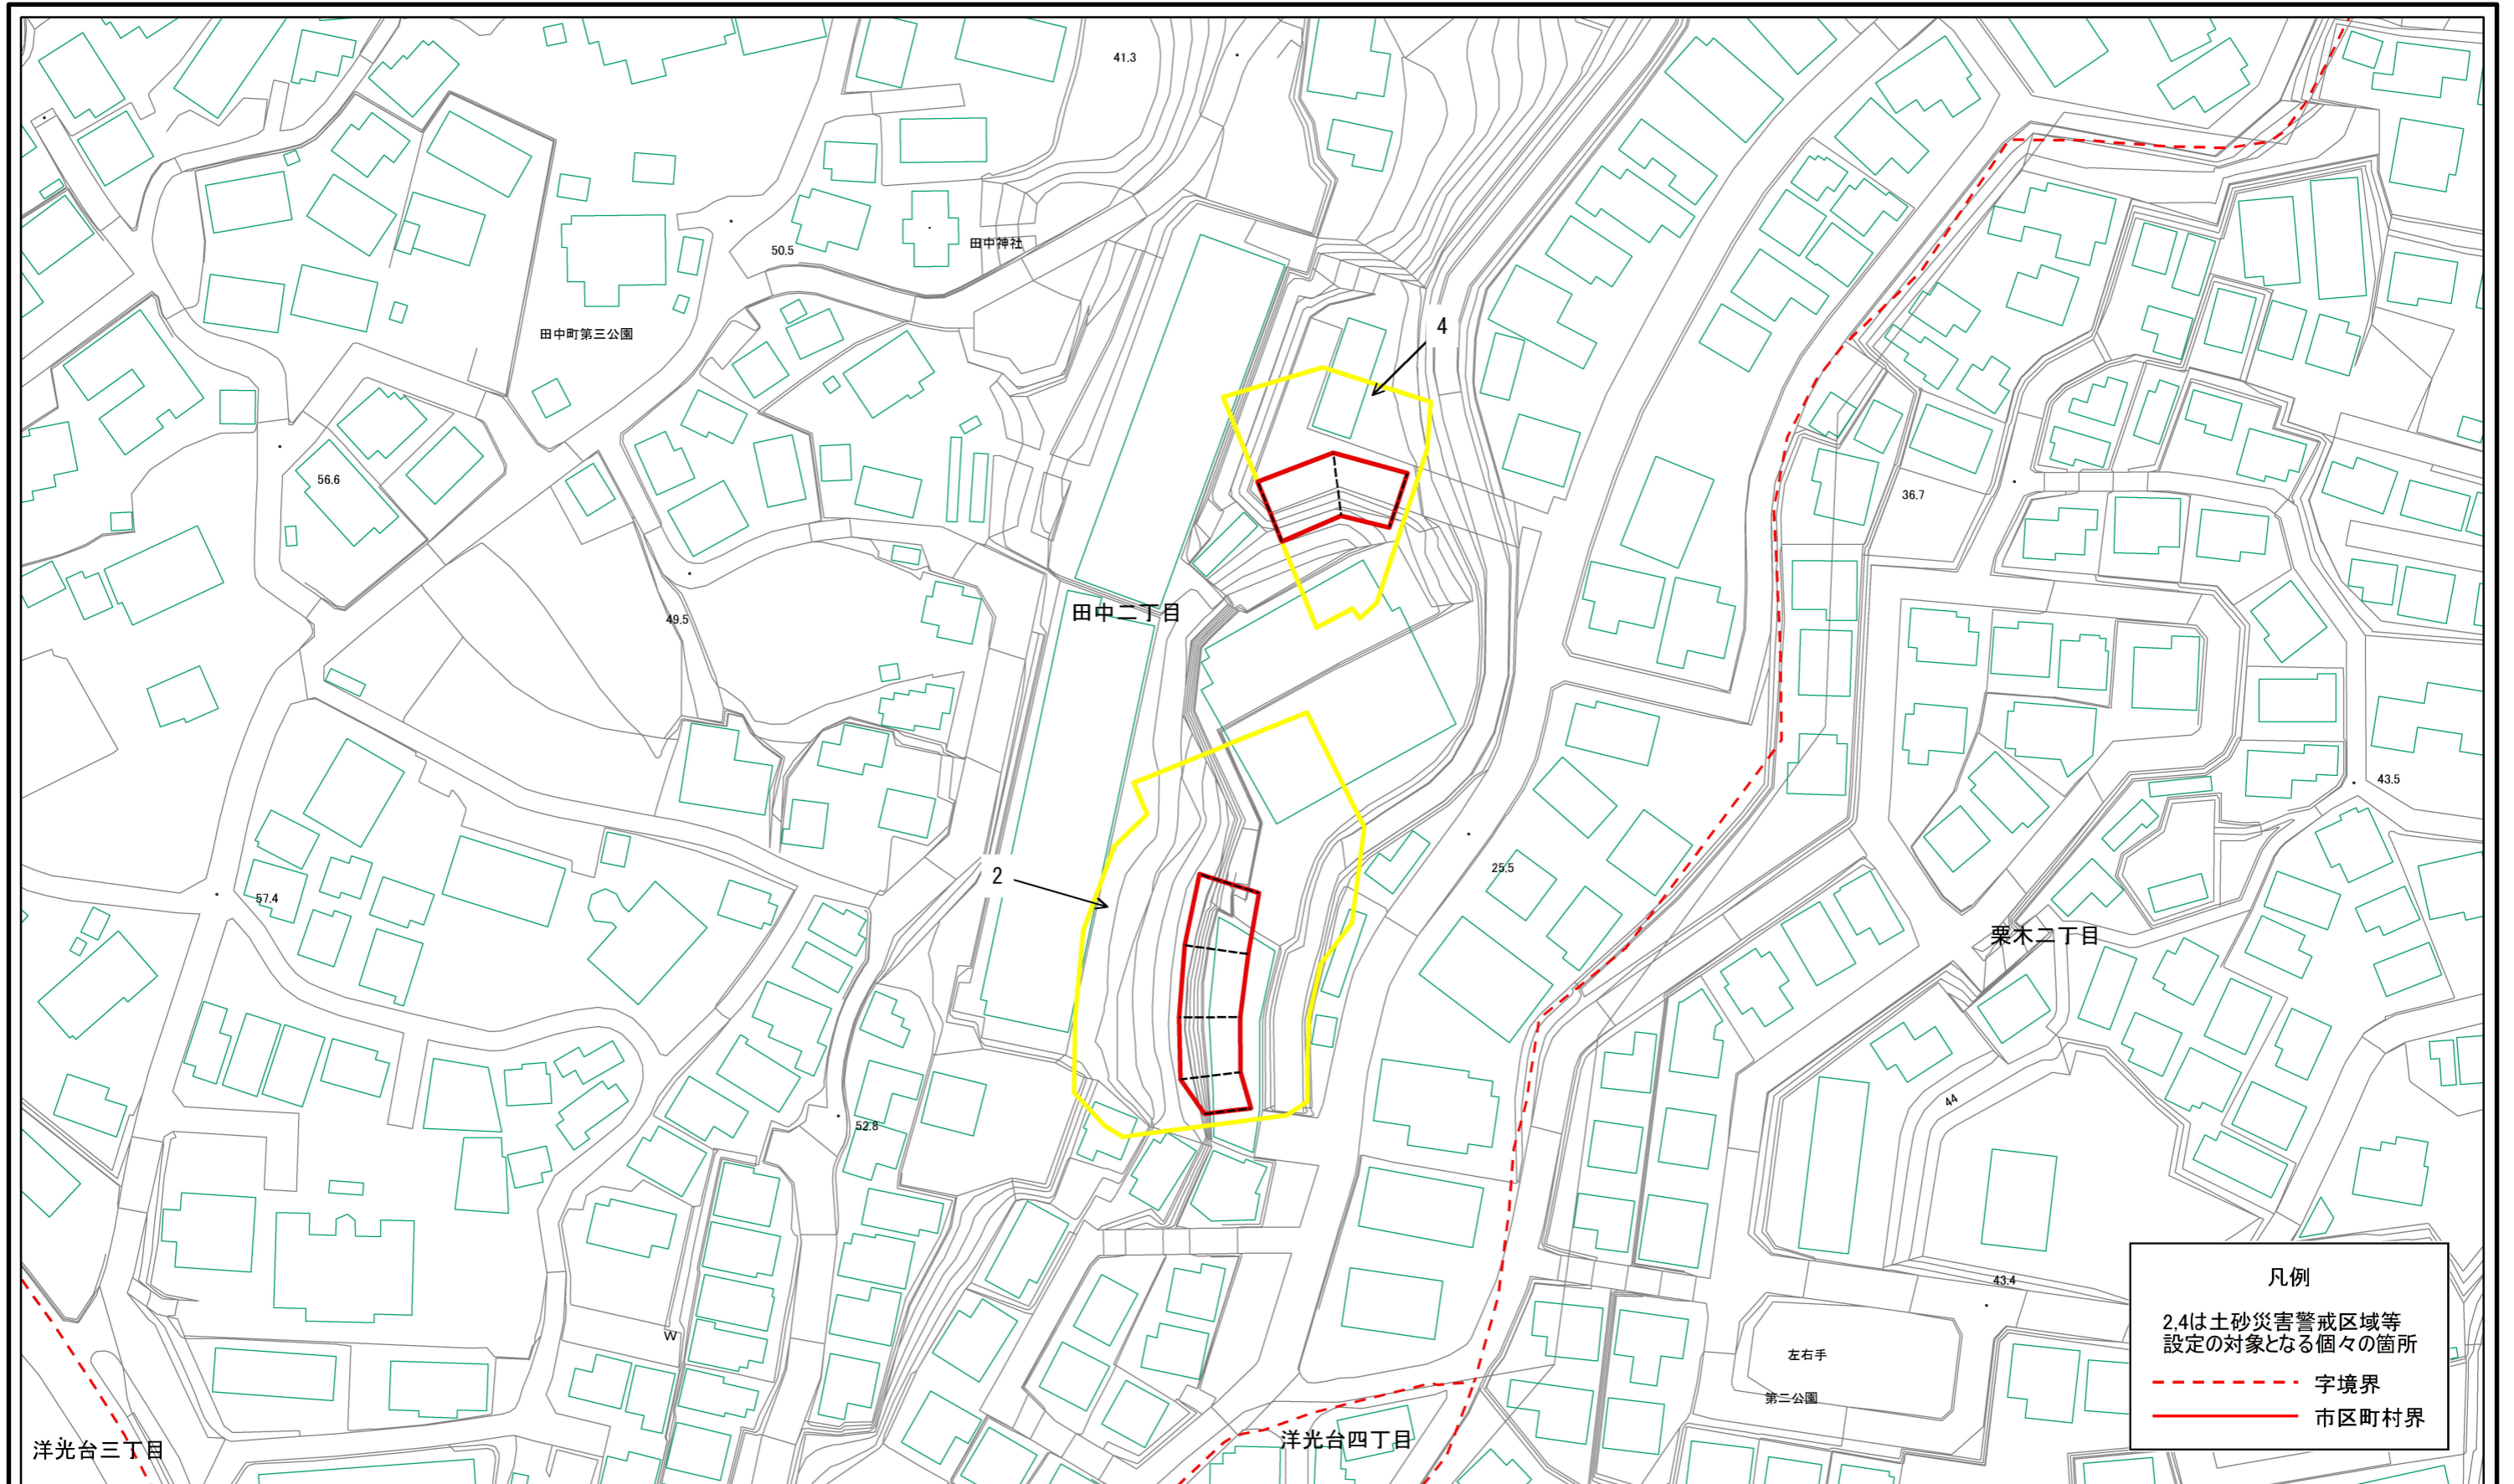 41.3
田中神社
50.5
4
田中町第三公園
56.6
36.7
田中二丁目
49.5
43.5
2
25.5
57.4
栗木二丁目
44
52.8
凡例
2,4は土砂災害警戒区域等
設定の対象となる個々の箇所
字境界
市区町村界
43.4
W
左右手
第二公園
洋光台三丁目
洋光台四丁目